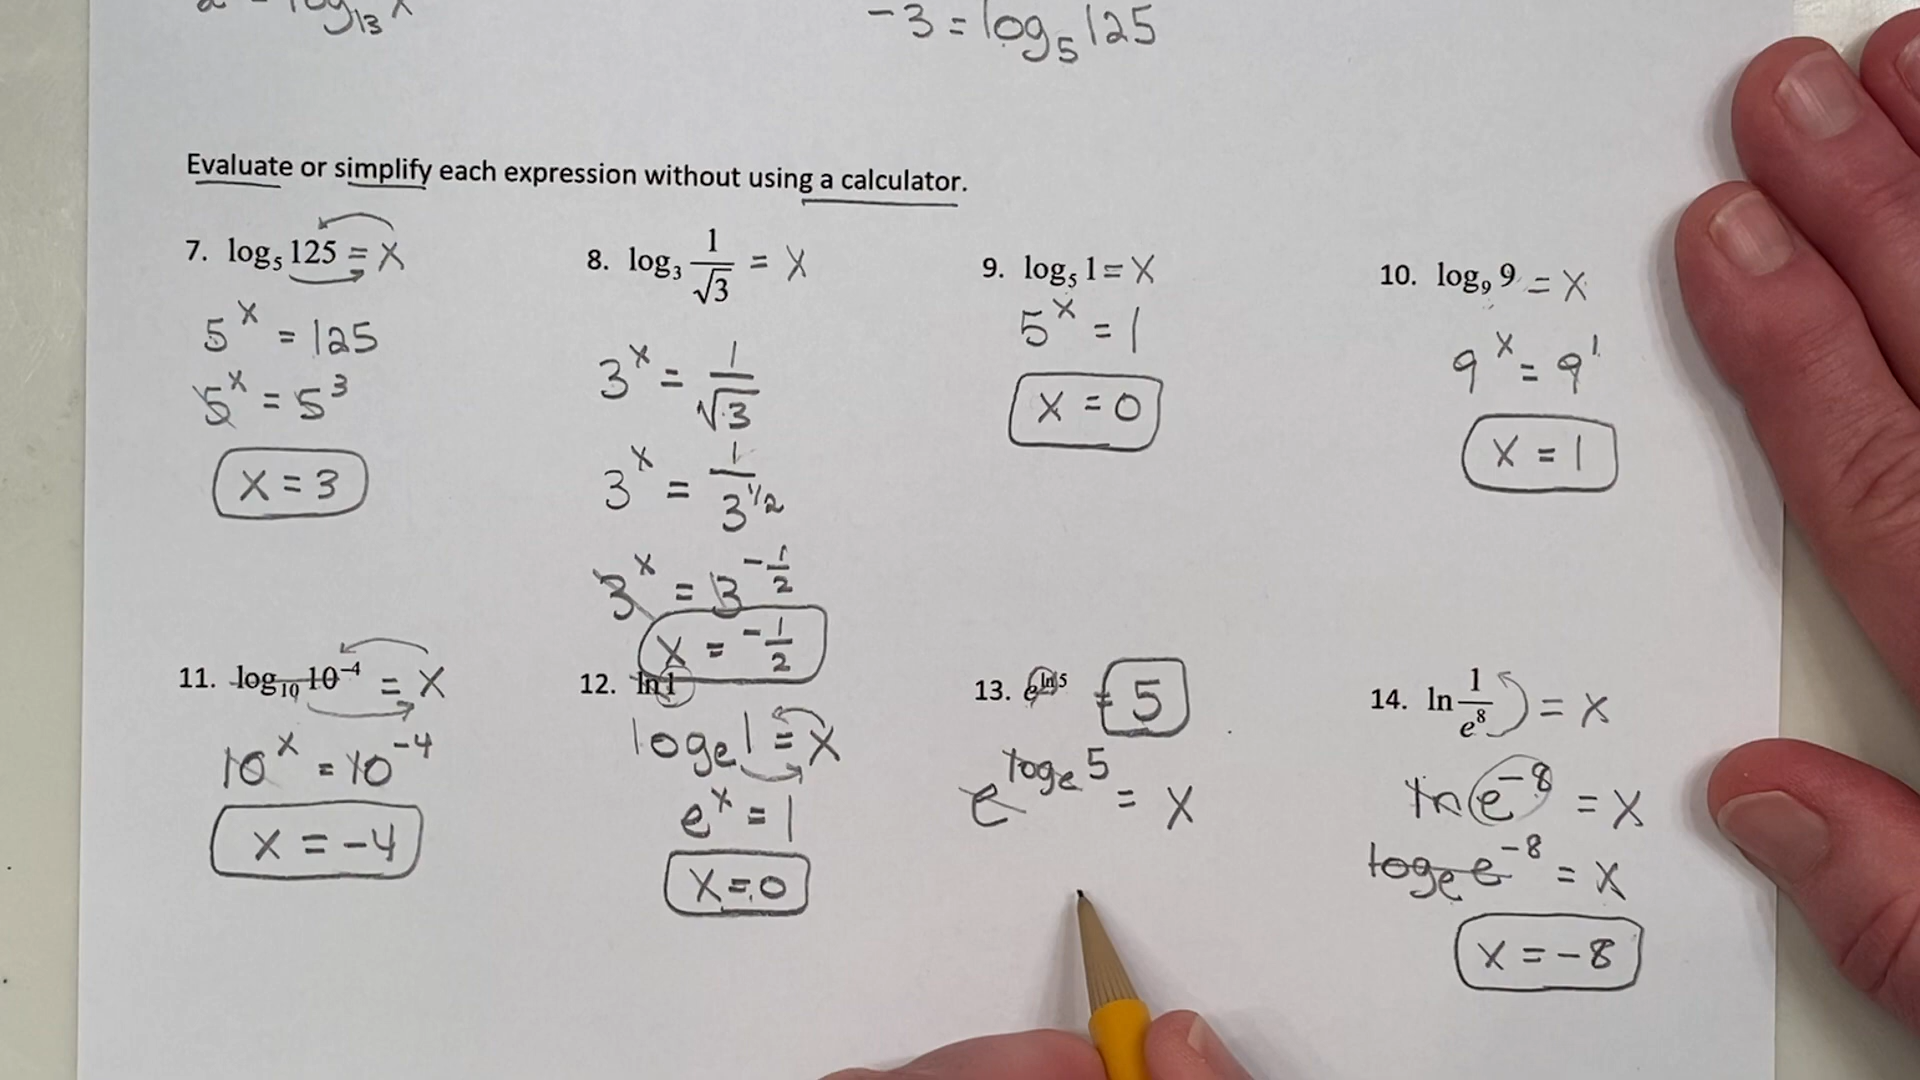 2 = log₁₃ x
-3 = log₅ 125
Evaluate or simplify each expression without using a calculator.
7. log₅ 125 = x
5^x = 125
5^x = 5^3
x = 3
8. log₃ 1/√3 = x
3^x = 1/√3
3^x = 1/3^1/2
3^x = 3^-1/2
x = -1/2
9. log₅ 1 = x
5^x = 1
x = 0
10. log₉ 9 = x
9^x = 9^1
x = 1
11. log₁₀ 10^-4 = x
10^x = 10^-4
x = -4
12. ln 1
logₑ 1 = x
e^x = 1
x = 0
13. e^ln 5 = 5
e^logₑ 5 = x
14. ln 1/e^8 = x
ln e^-8 = x
logₑ e^-8 = x
x = -8